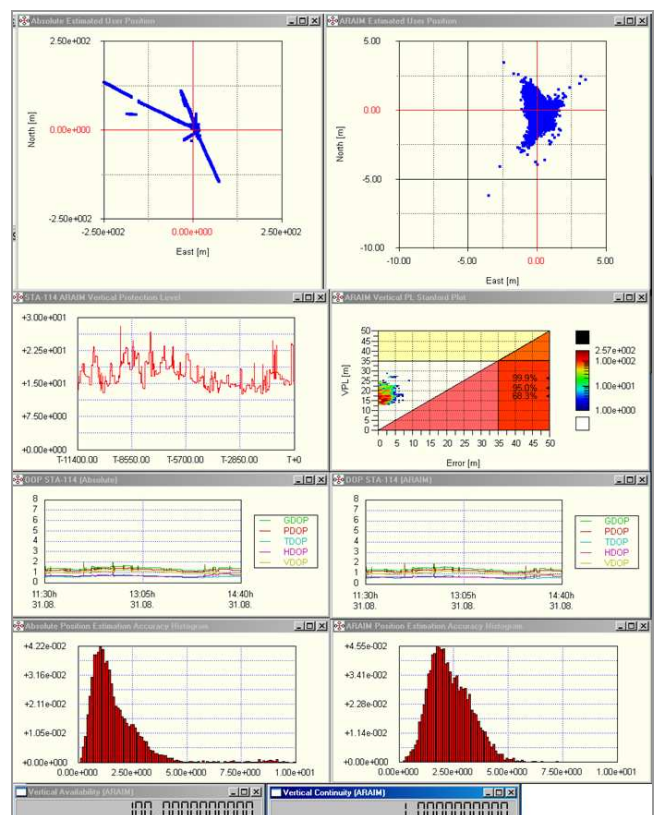 Absolute Estimated User Position
2.50e+002
0.00e+000
-2.50e+002
North [m]
-2.50e+002 0.00e+000 2.50e+002
East [m]
ARAIM Estimated User Position
5.00
0.00
-5.00
-10.00
North [m]
-10.00 -5.00 0.00 5.00
East [m]
STA-114 ARAIM Vertical Protection Level
+3.00e+001
+2.25e+001
+1.50e+001
+7.50e+000
+0.00e+000
T-11400.00 T-8550.00 T-5700.00 T-2850.00 T+0
ARAIM Vertical PL Stanford Plot
VPL [m]
50
45
40
35
30
25
20
15
10
5
0
99.9%
95.0%
68.3%
0 5 10 15 20 25 30 35 40 45 50
Error [m]
2.57e+002
1.00e+002
1.00e+001
1.00e+000
DOP STA-114 (Absolute)
8
7
6
5
4
3
2
1
0
11:30h 13:05h 14:40h
31.08. 31.08. 31.08.
GDOP
PDOP
TDOP
HDOP
VDOP
DOP STA-114 (ARAIM)
8
7
6
5
4
3
2
1
0
11:30h 13:05h 14:40h
31.08. 31.08. 31.08.
GDOP
PDOP
TDOP
HDOP
VDOP
Absolute Position Estimation Accuracy Histogram
+4.22e-002
+3.16e-002
+2.11e-002
+1.05e-002
+0.00e+000
0.00e+000 2.50e+000 5.00e+000 7.50e+000 1.00e+001
ARAIM Position Estimation Accuracy Histogram
+4.55e-002
+3.41e-002
+2.28e-002
+1.14e-002
+0.00e+000
0.00e+000 2.50e+000 5.00e+000 7.50e+000 1.00e+001
Vertical Availability (ARAIM)
100.0000000000
Vertical Continuity (ARAIM)
1.0000000000